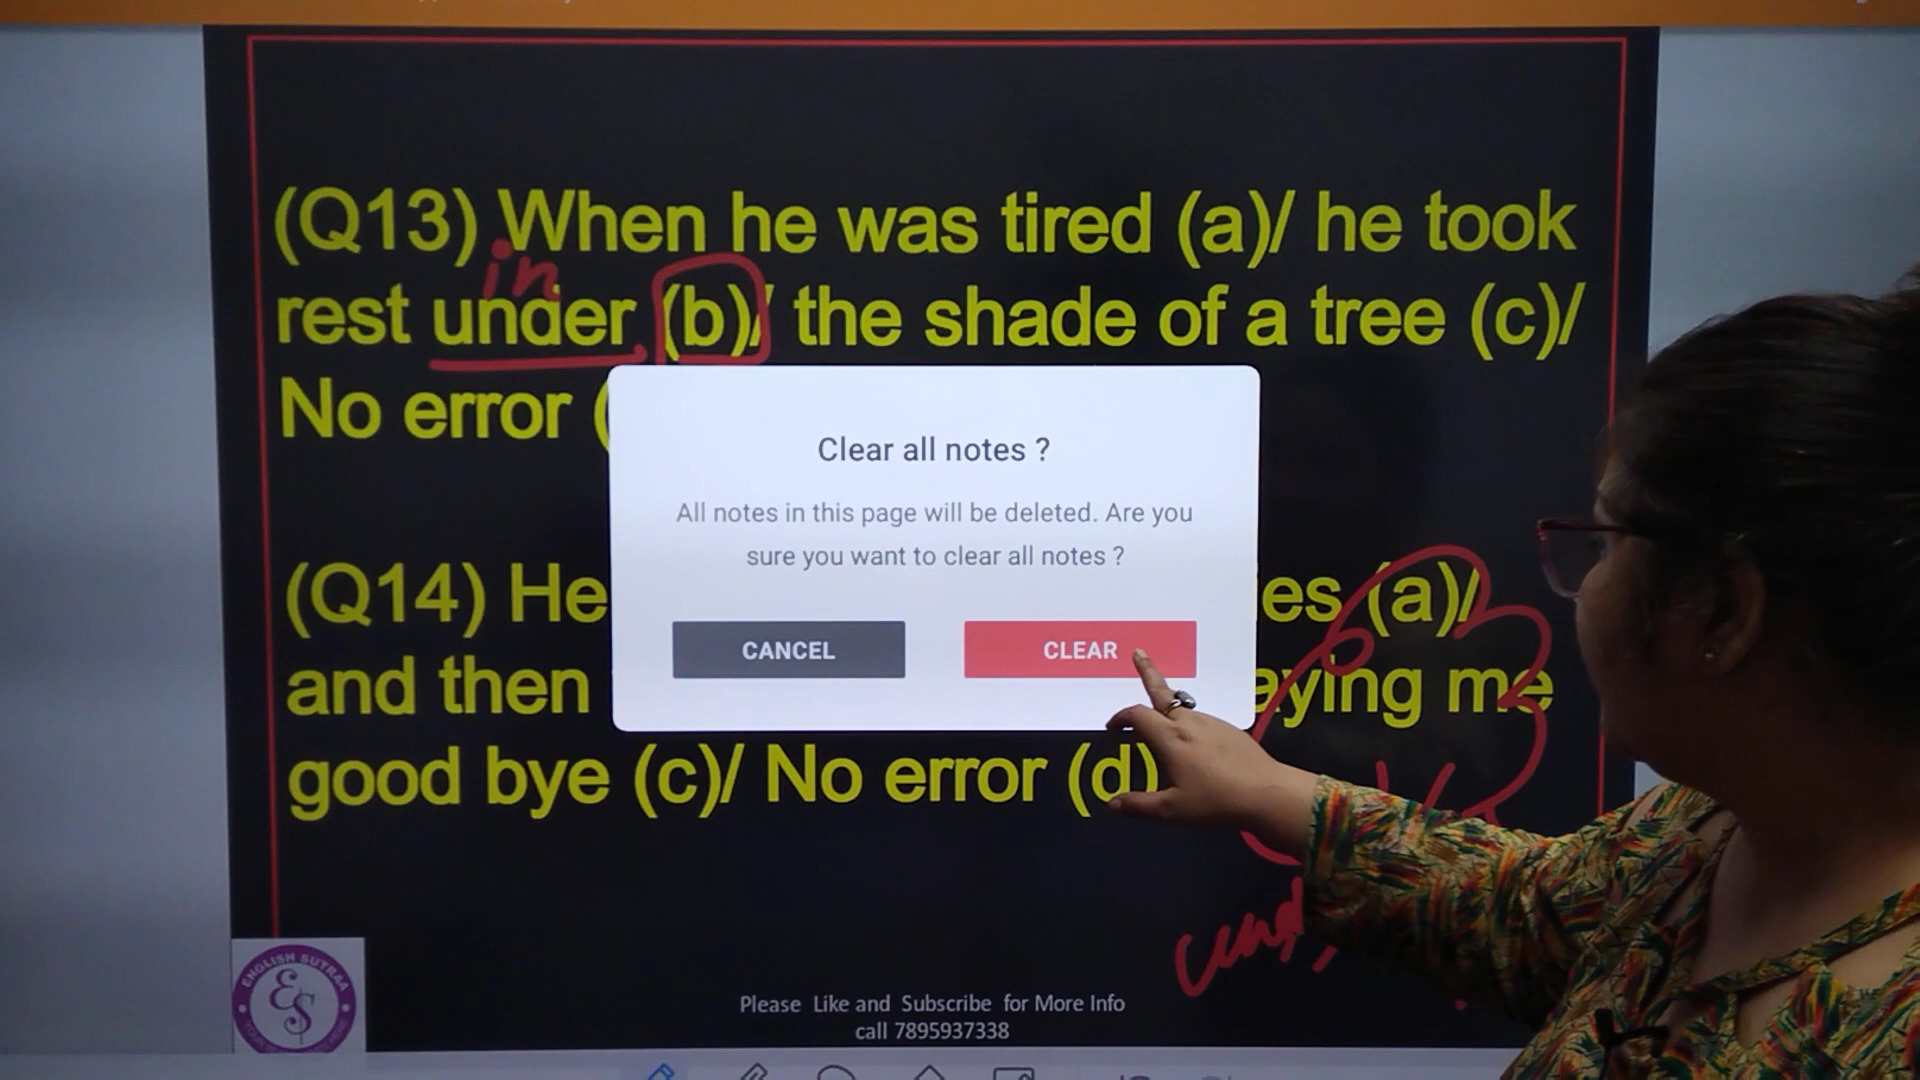 (Q13) When he was tired (a)/ he took
in
rest under (b)/ the shade of a tree (c)/
No error (
Clear all notes ?
All notes in this page will be deleted. Are you
sure you want to clear all notes ?
CANCEL CLEAR
(Q14) He es (a)/
and then aying me
good bye (c)/ No error (d)
ENGLISH SUTRA
ES
Please Like and Subscribe for More Info
call 7895937338